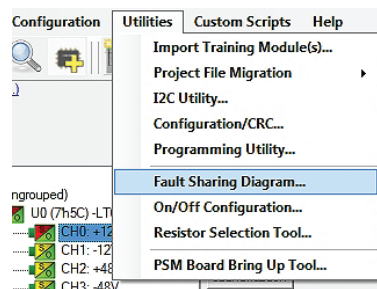 Configuration Utilities Custom Scripts Help
Import Training Module(s)...
Project File Migration
I2C Utility...
Configuration/CRC...
Programming Utility...
Fault Sharing Diagram...
On/Off Configuration...
Resistor Selection Tool...
PSM Board Bring Up Tool...
ngrouped)
U0 (7'h5C) -LT
CH0: +12
CH1: -12
CH2: +48
CH3: -48V